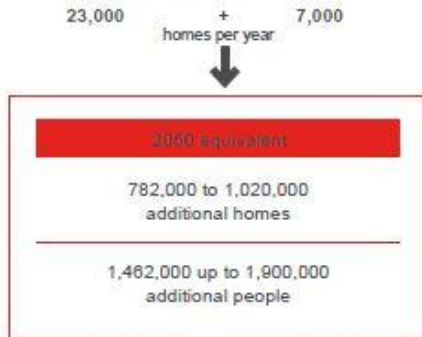 23,000 + 7,000
homes per year
2050 equivalent
782,000 to 1,020,000
additional homes
1,462,000 up to 1,900,000
additional people